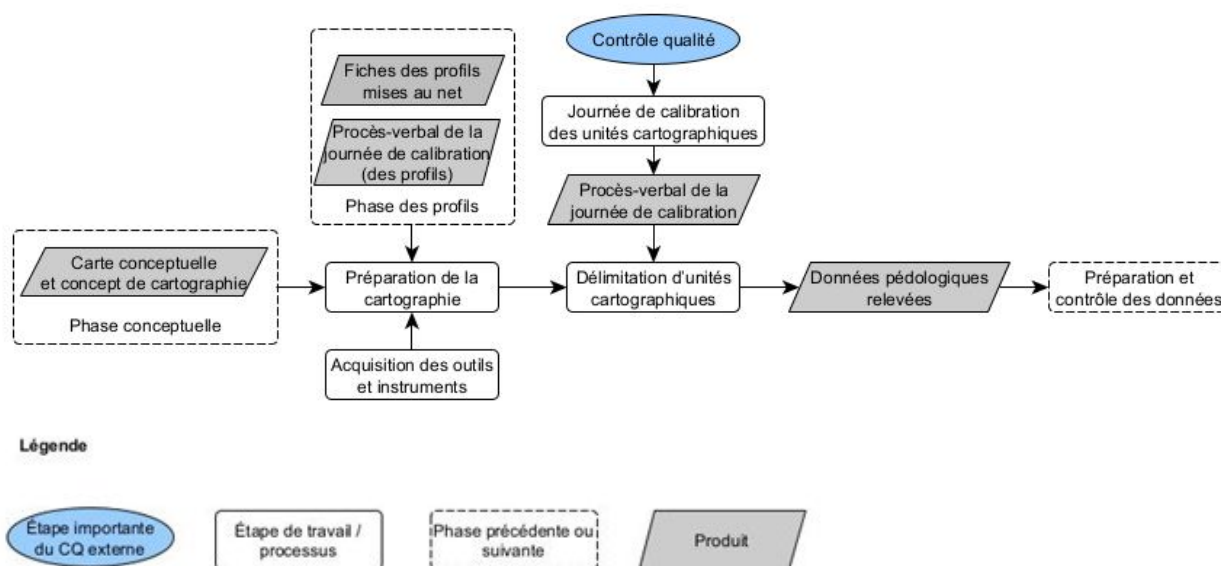 Contrôle qualité
Fiches des profils
mises au net
Journée de calibration
des unités cartographiques
Procès-verbal de la
journée de calibration
(des profils)
Phase des profils
Procès-verbal de la
journée de calibration
Carte conceptuelle
et concept de cartographie
Phase conceptuelle
Préparation de la
cartographie
Délimitation d'unités
cartographiques
Données pédologiques
relevées
Préparation et
contrôle des données
Acquisition des outils
et instruments
Légende
Étape importante
du CQ externe
Étape de travail /
processus
Phase précédente ou
suivante
Produit